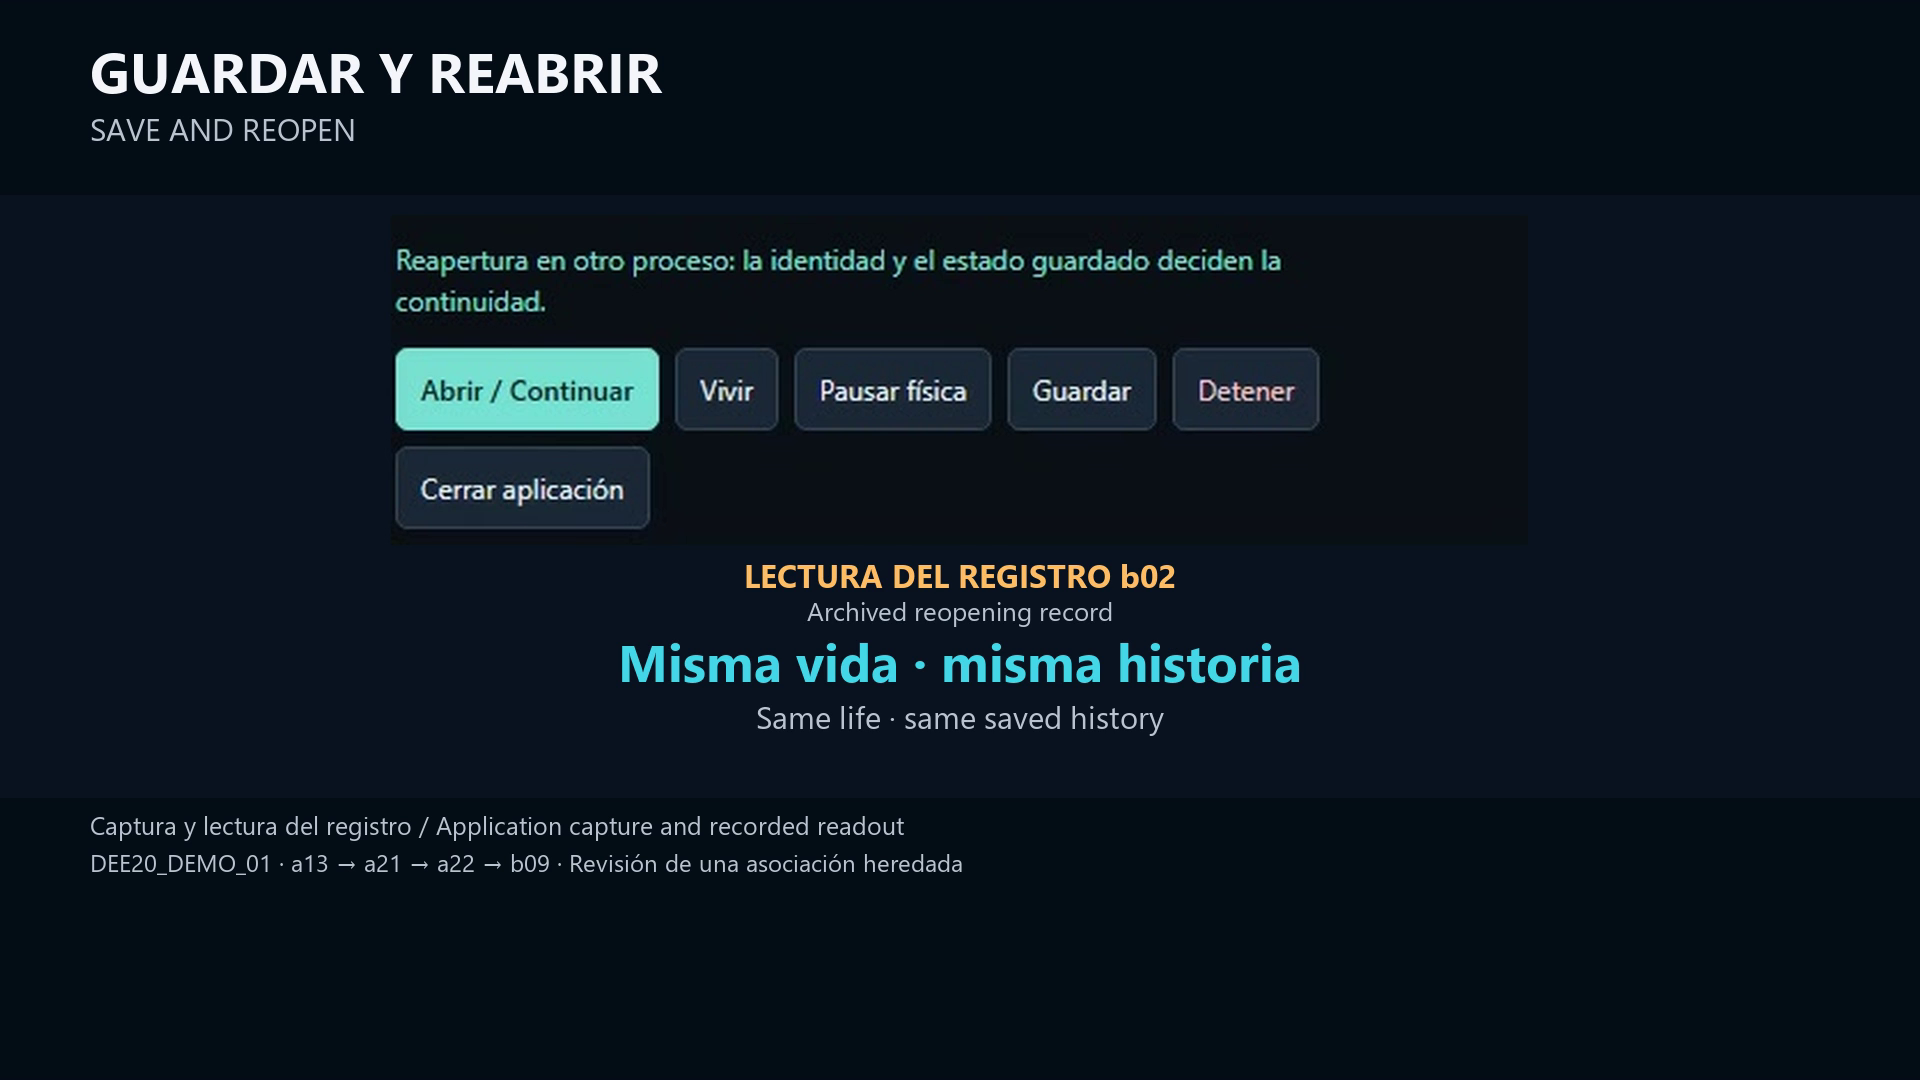 GUARDAR Y REABRIR
SAVE AND REOPEN
Reapertura en otro proceso: la identidad y el estado guardado deciden la
continuidad.
Abrir / Continuar
Vivir
Pausar física
Guardar
Detener
Cerrar aplicación
LECTURA DEL REGISTRO b02
Archived reopening record
Misma vida · misma historia
Same life · same saved history
Captura y lectura del registro / Application capture and recorded readout
DEE20_DEMO_01 · a13 → a21 → a22 → b09 · Revisión de una asociación heredada